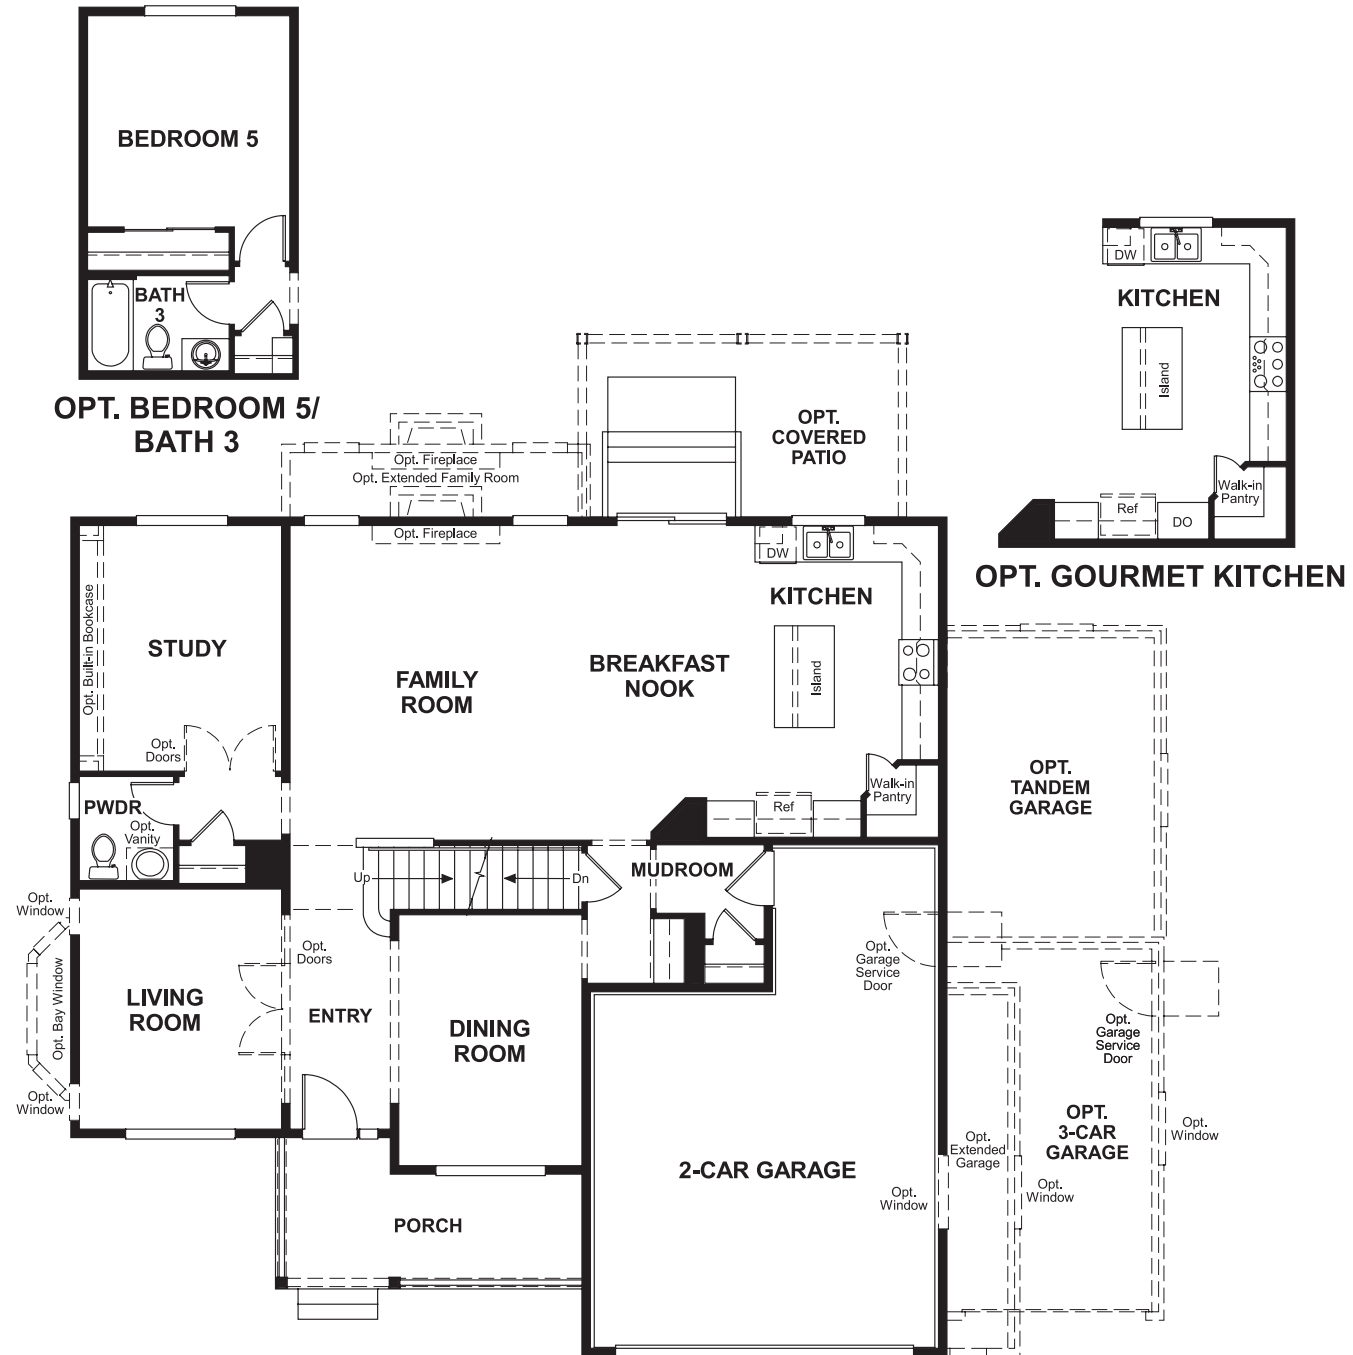 BEDROOM 5
BATH
3
OPT. BEDROOM 5/
BATH 3
DW
KITCHEN
Island
Walk-in
Pantry
Ref
DO
OPT. GOURMET KITCHEN
OPT.
COVERED
PATIO
Opt. Fireplace
Opt. Extended Family Room
Opt. Fireplace
DW
KITCHEN
Island
Opt. Built-in Bookcase
STUDY
FAMILY
ROOM
BREAKFAST
NOOK
Opt.
Doors
Walk-in
Pantry
Ref
OPT.
TANDEM
GARAGE
PWDR
Opt.
Vanity
Up
Dn
MUDROOM
Opt.
Window
Opt.
Doors
Opt.
Garage
Service
Door
Opt. Bay Window
LIVING
ROOM
ENTRY
DINING
ROOM
Opt.
Garage
Service
Door
Opt.
Window
OPT.
3-CAR
GARAGE
Opt.
Window
Opt.
Extended
Garage
2-CAR GARAGE
Opt.
Window
Opt.
Window
PORCH